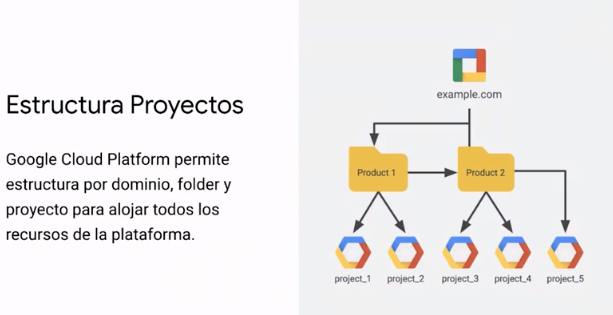 Estructura Proyectos
Google Cloud Platform permite
estructura por dominio, folder y
proyecto para alojar todos los
recursos de la plataforma.
example.com
Product 1
Product 2
project_1
project_2
project_3
project_4
project_5